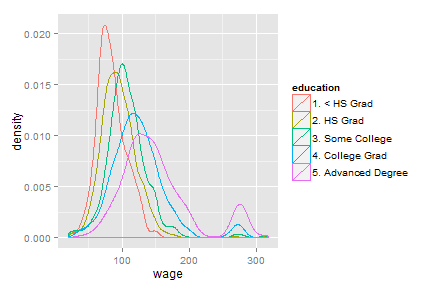 0.020
0.015
0.010
0.005
0.000
density
100
200
300
wage
education
1. < HS Grad
2. HS Grad
3. Some College
4. College Grad
5. Advanced Degree